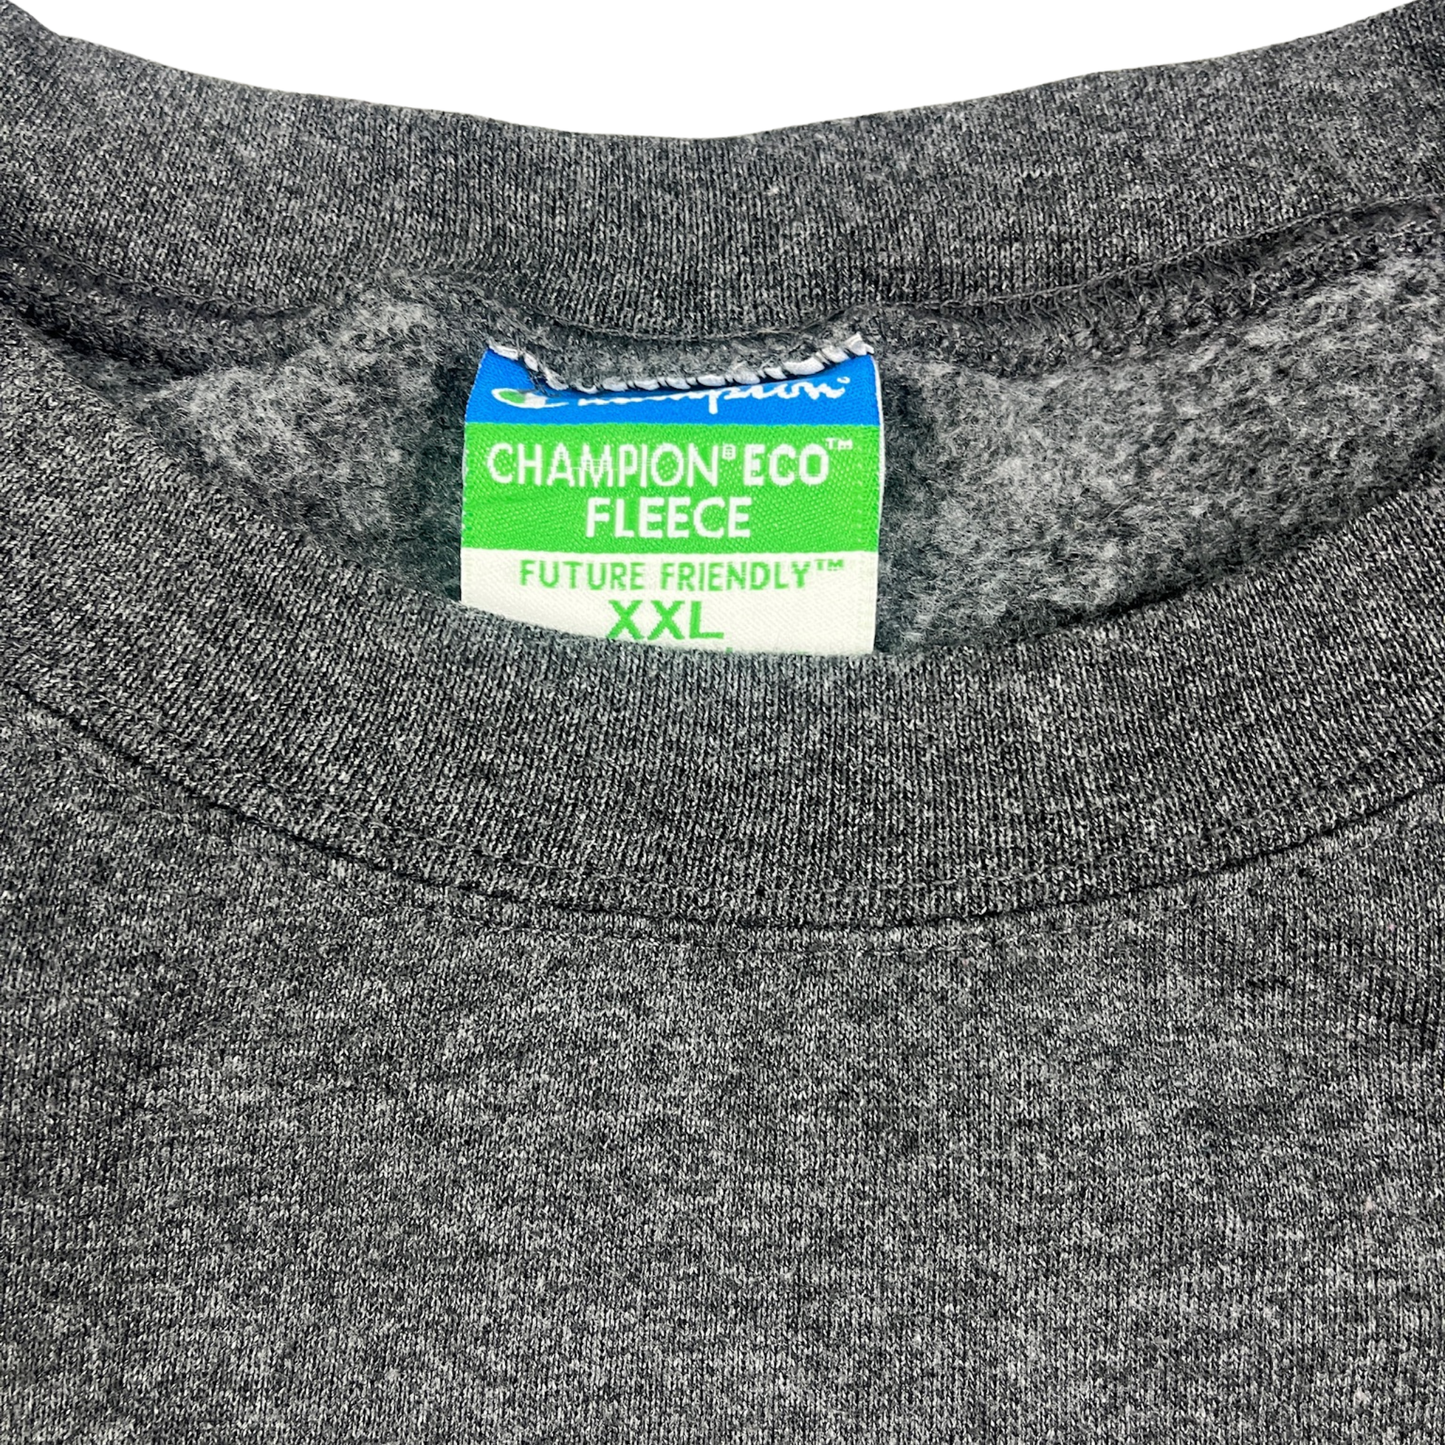 Champion®
CHAMPION® ECO™
FLEECE
FUTURE FRIENDLY™
XXL